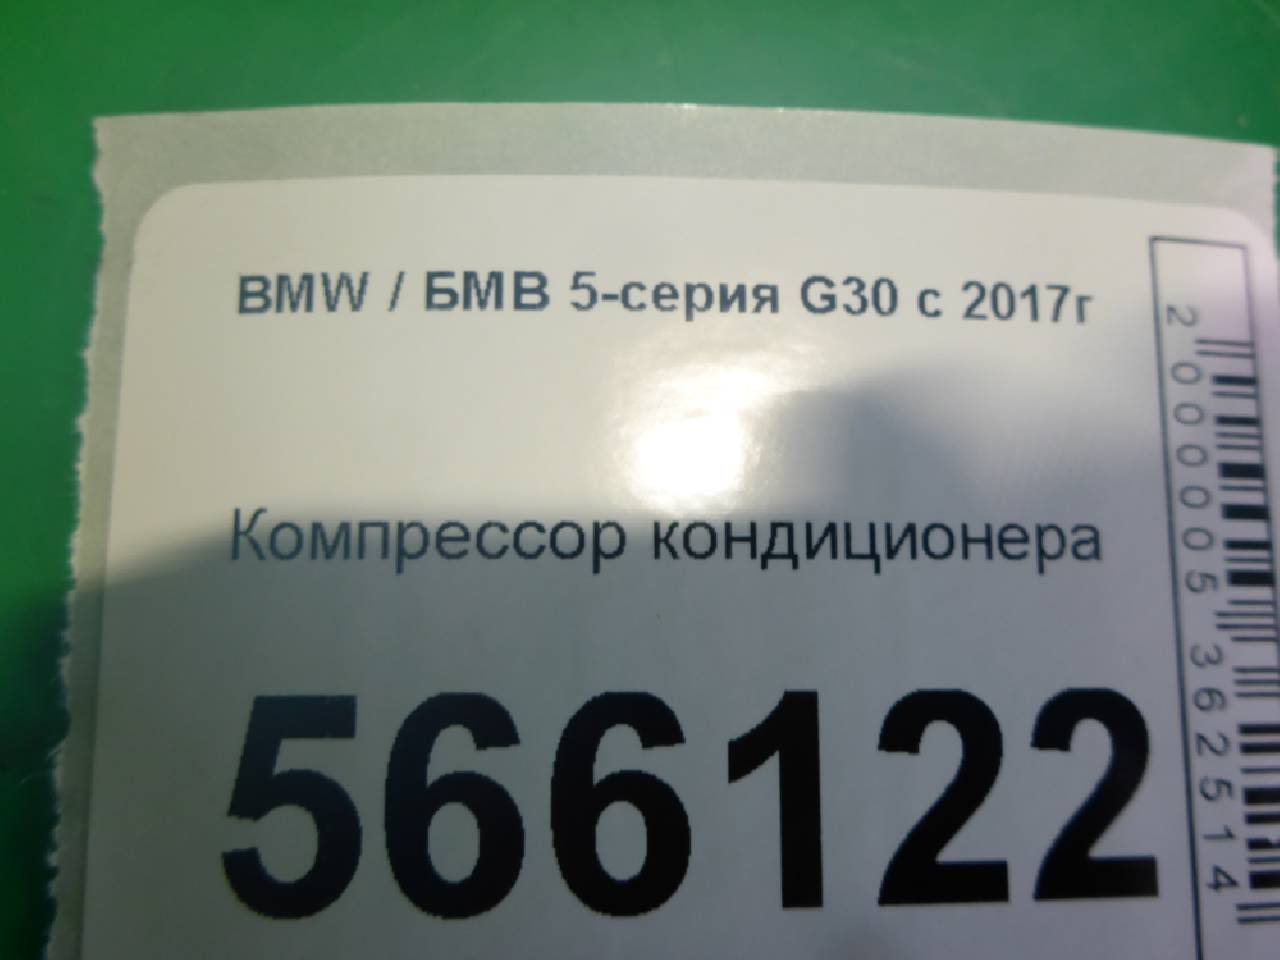 BMW / БМВ 5-серия G30 с 2017г
Компрессор кондиционера
566122
2000005362514